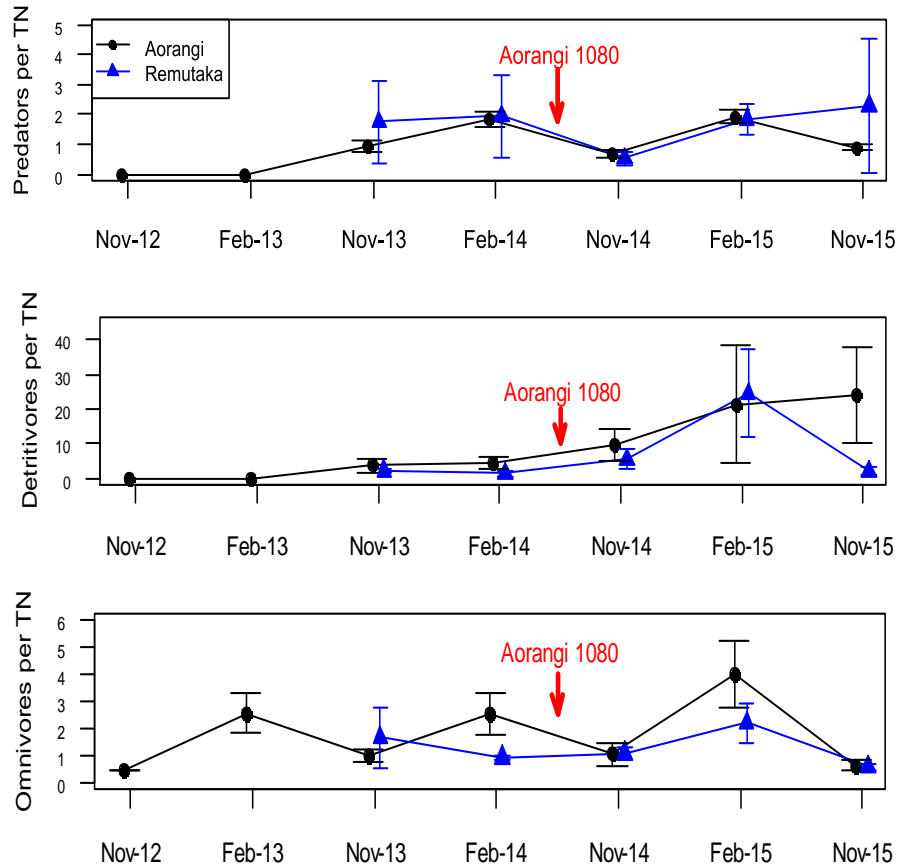 Predators per TN
5
4
3
2
1
0
Aorangi
Remutaka
Aorangi 1080
Nov-12 Feb-13 Nov-13 Feb-14 Nov-14 Feb-15 Nov-15
Detritivores per TN
40
30
20
10
0
Aorangi 1080
Nov-12 Feb-13 Nov-13 Feb-14 Nov-14 Feb-15 Nov-15
Omnivores per TN
6
5
4
3
2
1
0
Aorangi 1080
Nov-12 Feb-13 Nov-13 Feb-14 Nov-14 Feb-15 Nov-15